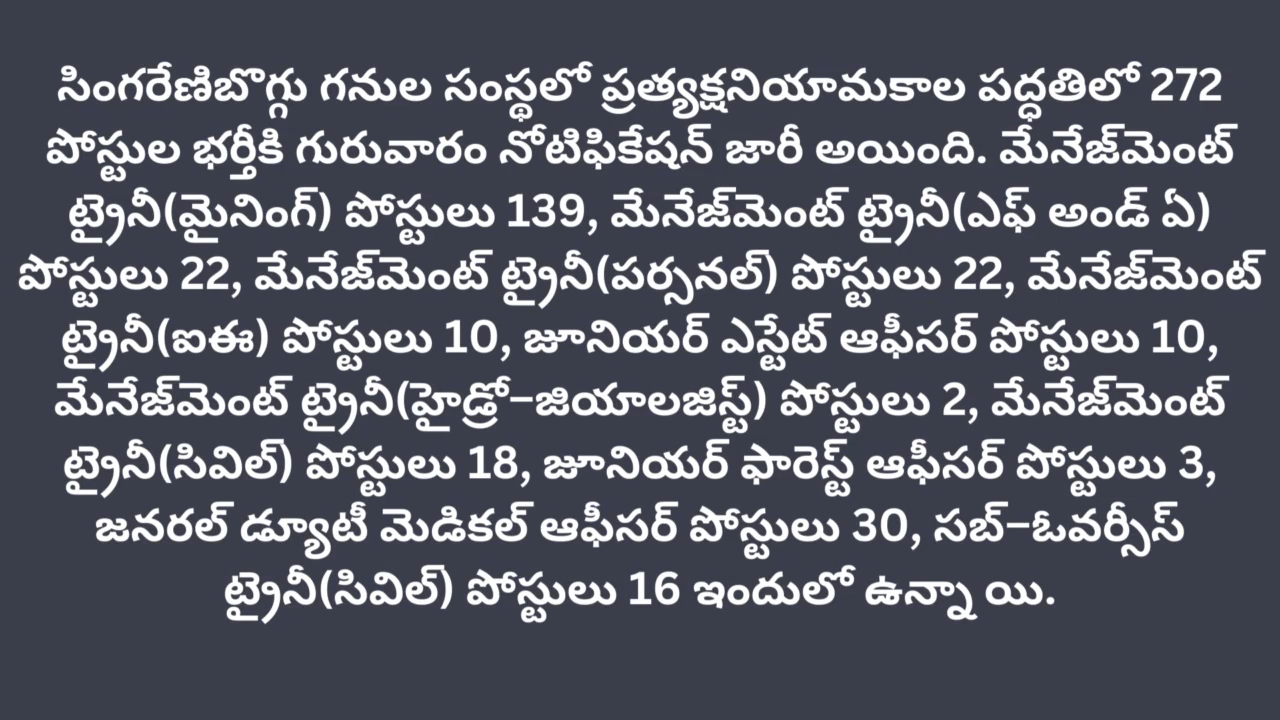 సింగరేణిబొగ్గు గనుల సంస్థలో ప్రత్యక్షనియామకాల పద్ధతిలో 272
పోస్టుల భర్తీకి గురువారం నోటిఫికేషన్ జారీ అయింది. మేనేజ్‌మెంట్
ట్రైనీ(మైనింగ్) పోస్టులు 139, మేనేజ్‌మెంట్ ట్రైనీ(ఎఫ్ అండ్ ఏ)
పోస్టులు 22, మేనేజ్‌మెంట్ ట్రైనీ(పర్సనల్) పోస్టులు 22, మేనేజ్‌మెంట్
ట్రైనీ(ఐఈ) పోస్టులు 10, జూనియర్ ఎస్టేట్ ఆఫీసర్ పోస్టులు 10,
మేనేజ్‌మెంట్ ట్రైనీ(హైడ్రో–జియాలజిస్ట్) పోస్టులు 2, మేనేజ్‌మెంట్
ట్రైనీ(సివిల్) పోస్టులు 18, జూనియర్ ఫారెస్ట్ ఆఫీసర్ పోస్టులు 3,
జనరల్ డ్యూటీ మెడికల్ ఆఫీసర్ పోస్టులు 30, సబ్–ఓవర్సీస్
ట్రైనీ(సివిల్) పోస్టులు 16 ఇందులో ఉన్నా యి.